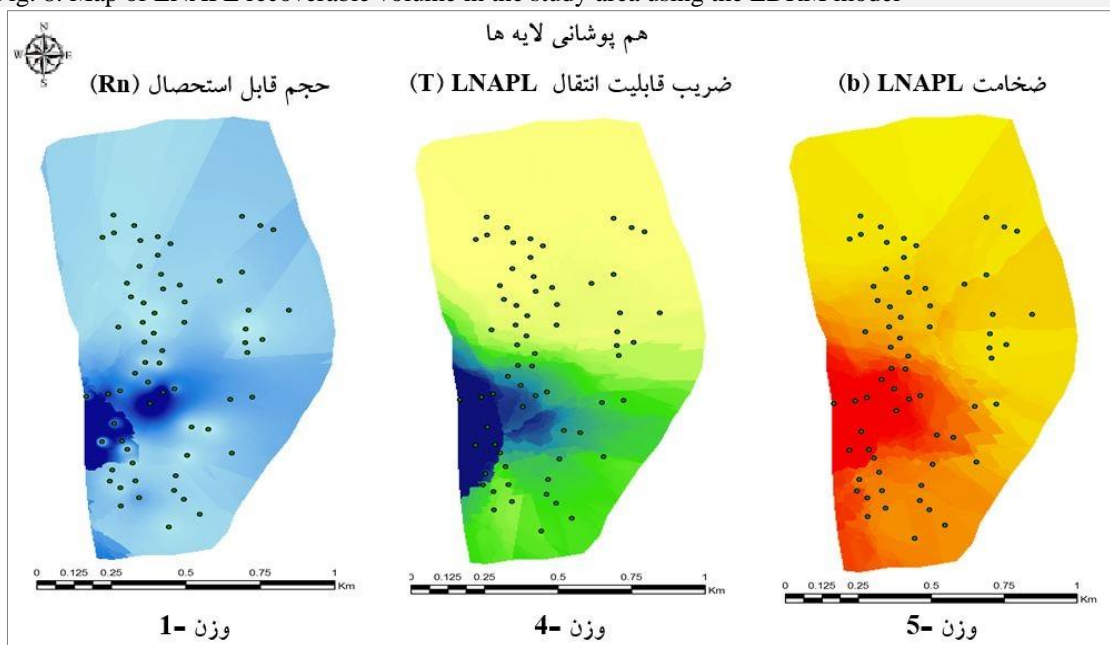 Fig. 6. Map of LNAPL recoverable volume in the study area using the LDRM model
هم پوشانی لایه ها
N
W E
S
ضخامت LNAPL (b)
ضریب قابلیت انتقال LNAPL (T)
حجم قابل استحصال (Rn)
0 0.125 0.25 0.5 0.75 1
Km
0 0.125 0.25 0.5 0.75 1
Km
0 0.125 0.25 0.5 0.75 1
Km
وزن -5
وزن -4
وزن -1